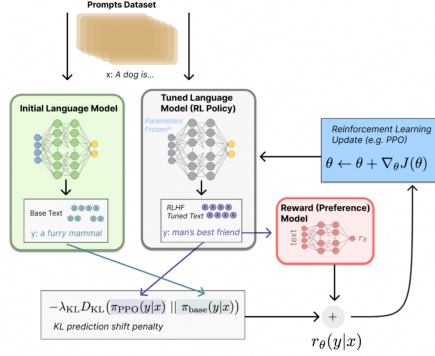 Prompts Dataset
x: A dog is...
Initial Language Model
Tuned Language
Model (RL Policy)
Parameters
Frozen*
Reinforcement Learning
Update (e.g. PPO)
θ ← θ + ∇θJ(θ)
Base Text
y: a furry mammal
RLHF
Tuned Text
y: man's best friend
Reward (Preference)
Model
text
rθ
−λKL DKL(πPPO(y|x) || πbase(y|x))
KL prediction shift penalty
+
rθ(y|x)